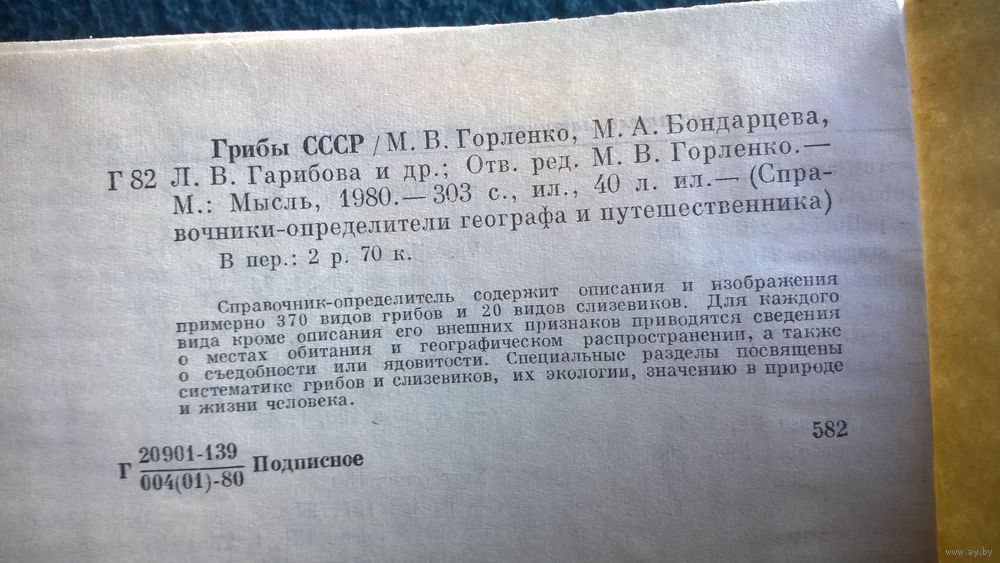 Грибы СССР / М. В. Горленко, М. А. Бондарцева,
Г 82 Л. В. Гарибова и др.; Отв. ред. М. В. Горленко.—
М.: Мысль, 1980.— 303 с., ил., 40 л. ил.— (Спра-
вочники-определители географа и путешественника)
В пер.: 2 р. 70 к.
Справочник-определитель содержит описания и изображения
примерно 370 видов грибов и 20 видов слизевиков. Для каждого
вида кроме описания его внешних признаков приводятся сведения
о местах обитания и географическом распространении, а также
о съедобности или ядовитости. Специальные разделы посвящены
систематике грибов и слизевиков, их экологии, значению в природе
и жизни человека.
582
Г 20901-139
004(01)-80 Подписное
www.ay.by